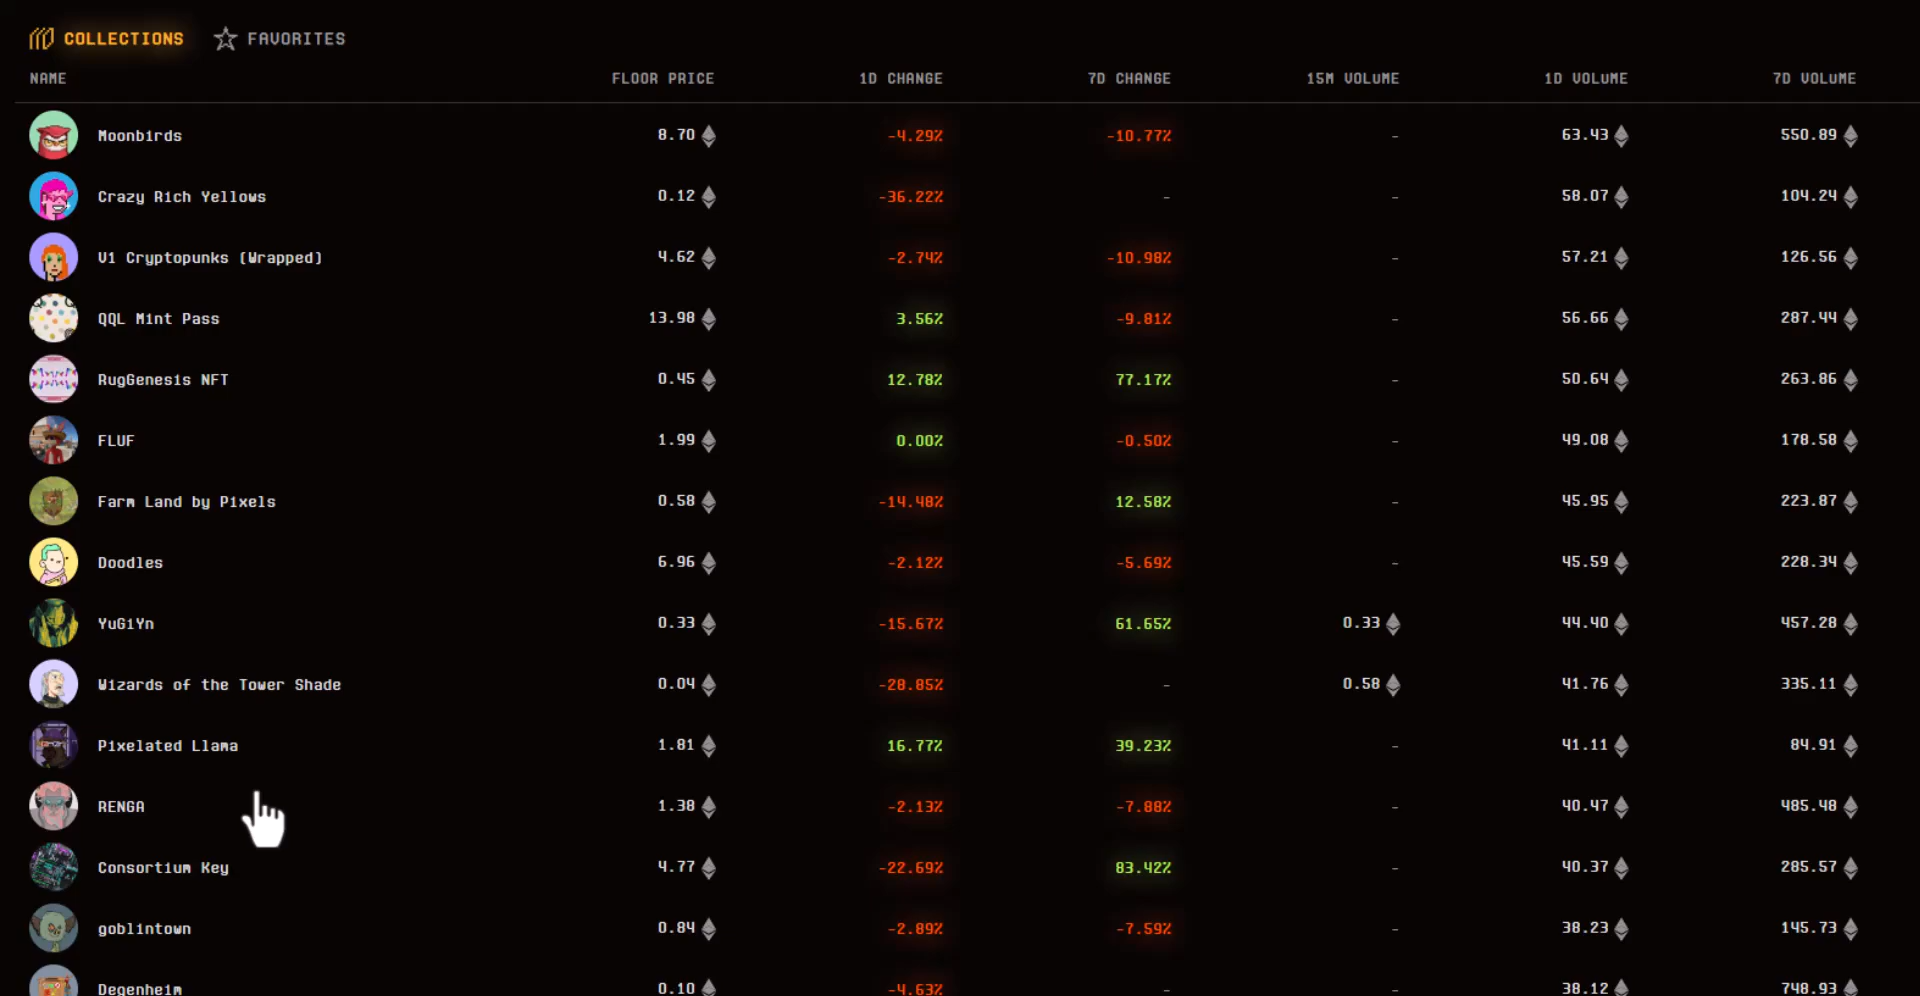 COLLECTIONS FAVORITES
NAME FLOOR PRICE 1D CHANGE 7D CHANGE 15M VOLUME 1D VOLUME 7D VOLUME
Moonbirds 8.70 -4.29% -10.77% - 63.43 550.89
Crazy Rich Yellows 0.12 -36.22% - - 58.07 104.24
V1 Cryptopunks [Wrapped] 4.62 -2.74% -10.98% - 57.21 126.56
QQL Mint Pass 13.98 3.56% -9.81% - 56.66 287.44
RugGenesis NFT 0.45 12.78% 77.17% - 50.64 263.86
FLUF 1.99 0.00% -0.50% - 49.08 178.58
Farm Land by Pixels 0.58 -14.48% 12.58% - 45.95 223.87
Doodles 6.96 -2.12% -5.69% - 45.59 228.34
YuGiYn 0.33 -15.67% 61.65% 0.33 44.40 457.28
Wizards of the Tower Shade 0.04 -28.85% - 0.58 41.76 335.11
Pixelated Llama 1.81 16.77% 39.23% - 41.11 84.91
RENGA 1.38 -2.13% -7.88% - 40.47 485.48
Consortium Key 4.77 -22.69% 83.42% - 40.37 285.57
goblintown 0.84 -2.89% -7.59% - 38.23 145.73
Degenheim 0.10 -4.63% - - 38.12 748.93